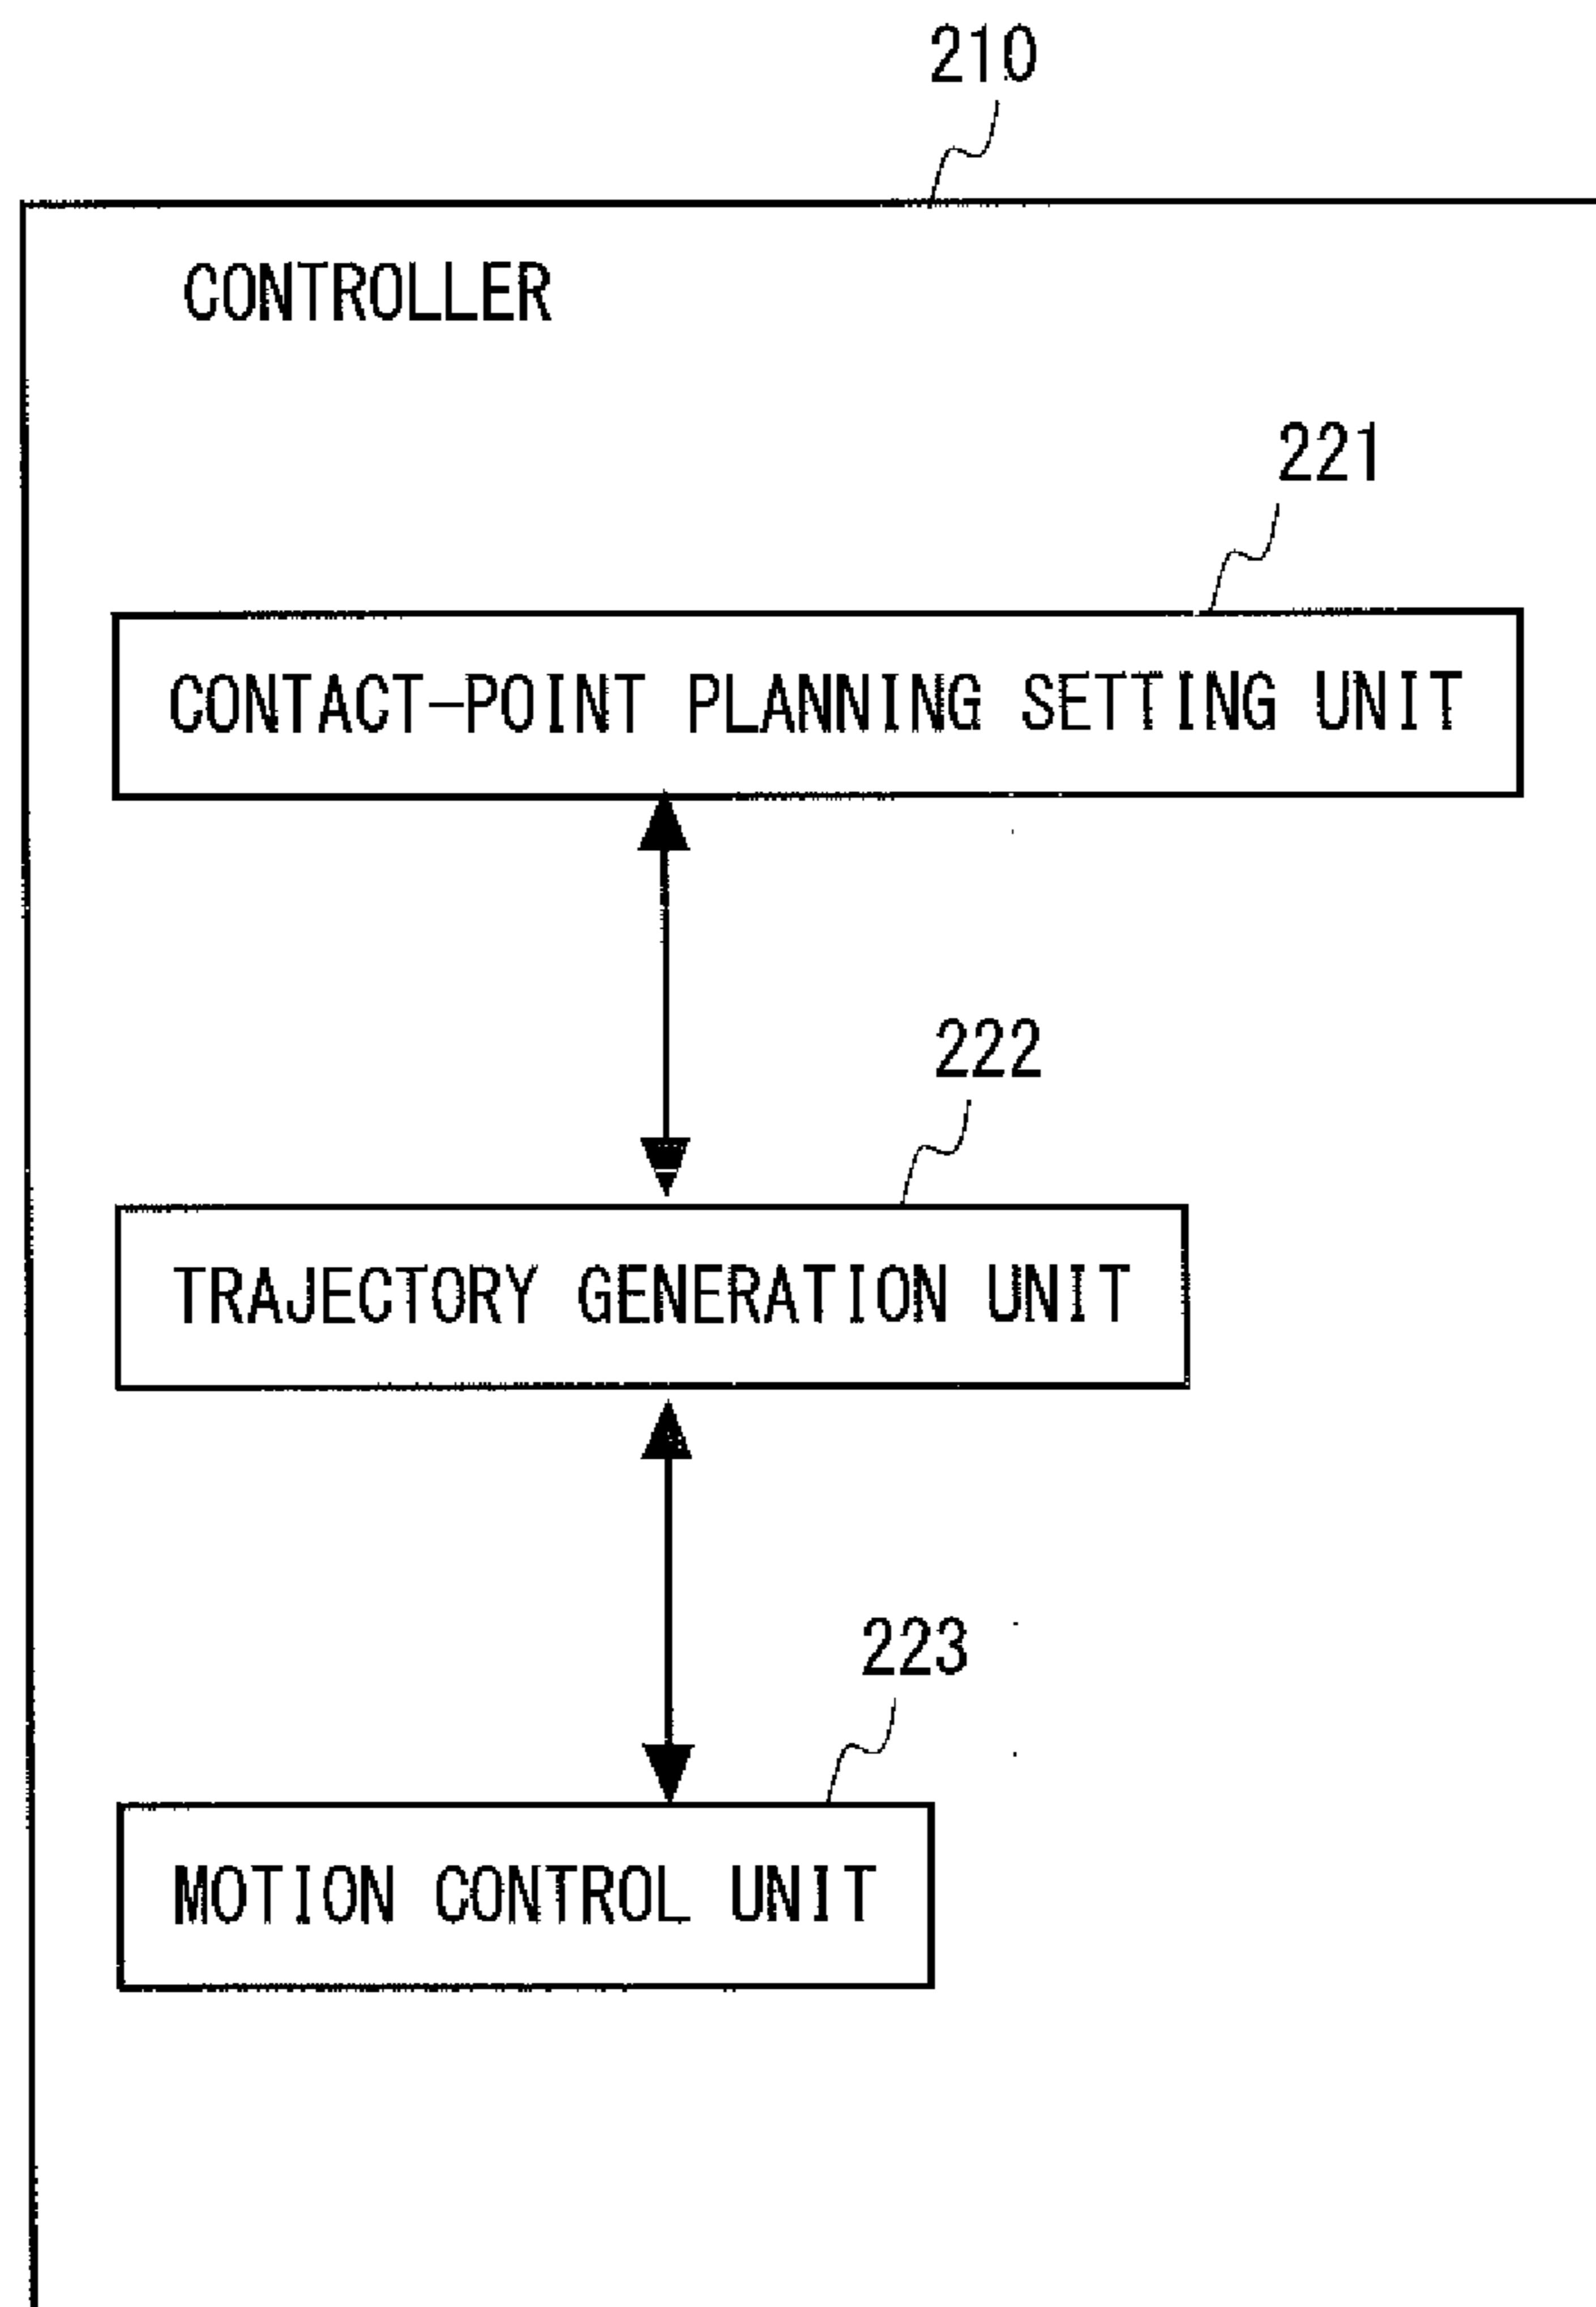 210
CONTROLLER
221
CONTACT-POINT PLANNING SETTING UNIT
222
TRAJECTORY GENERATION UNIT
223
MOTION CONTROL UNIT